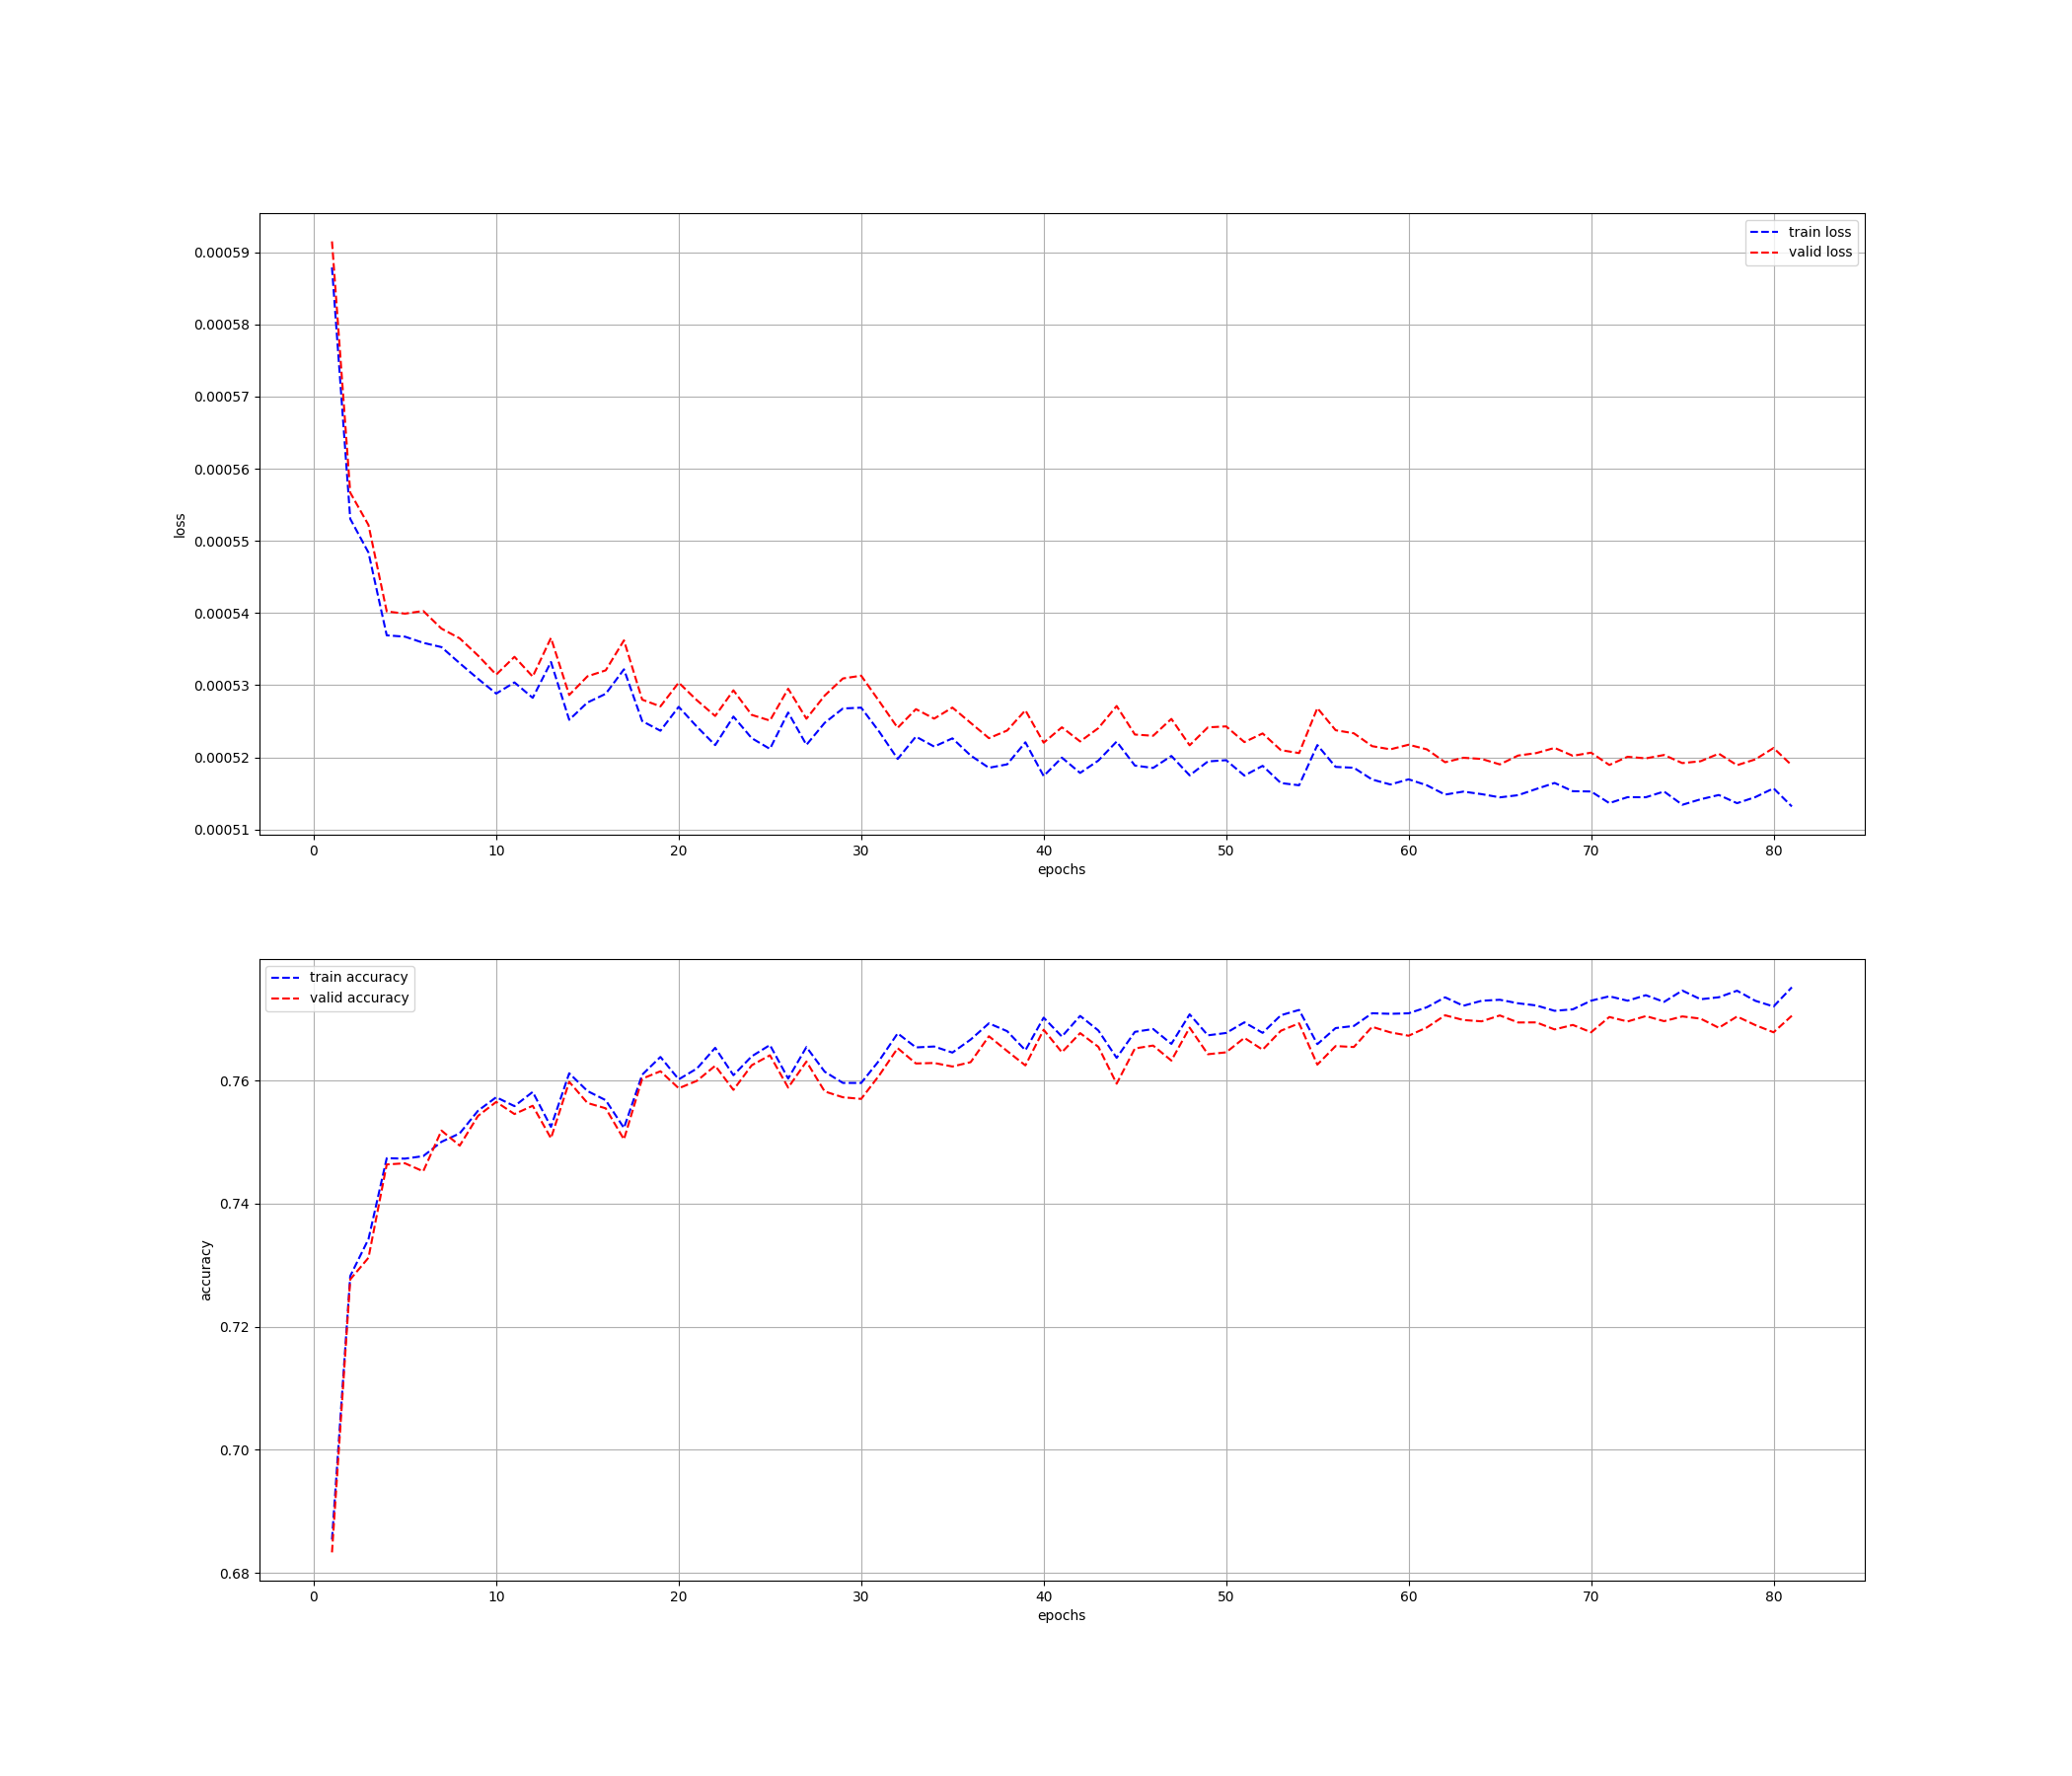 train loss
valid loss
0.00059
0.00058
0.00057
0.00056
0.00055
0.00054
0.00053
0.00052
0.00051
loss
0 10 20 30 40 50 60 70 80
epochs
train accuracy
valid accuracy
0.76
0.74
0.72
0.70
0.68
accuracy
0 10 20 30 40 50 60 70 80
epochs